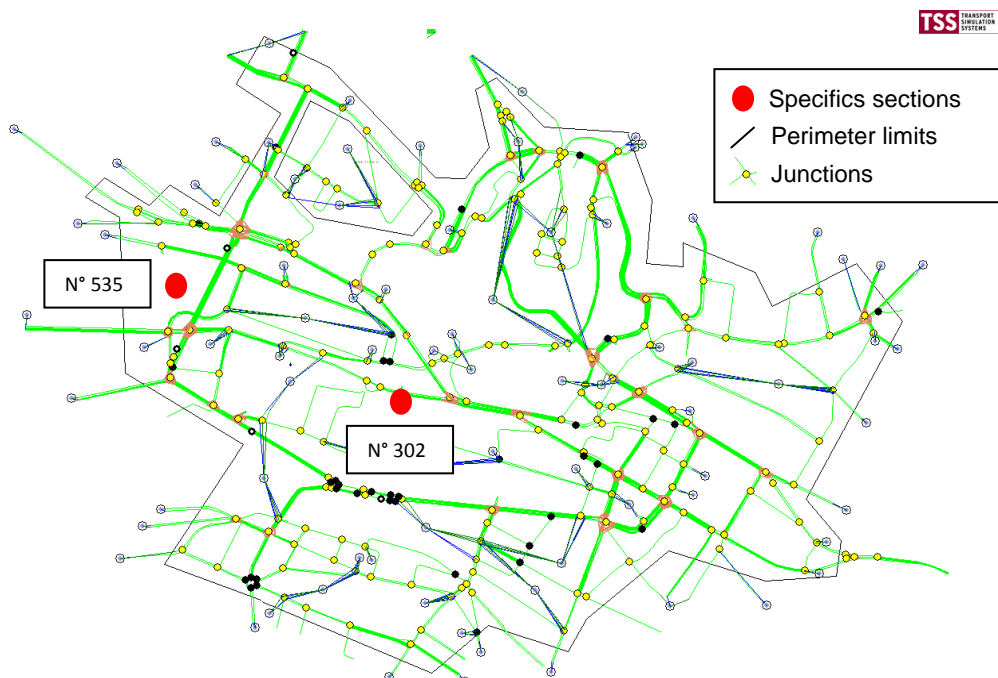 TSS TRANSPORT
SIMULATION
SYSTEMS
Specifics sections
Perimeter limits
Junctions
N° 535
N° 302